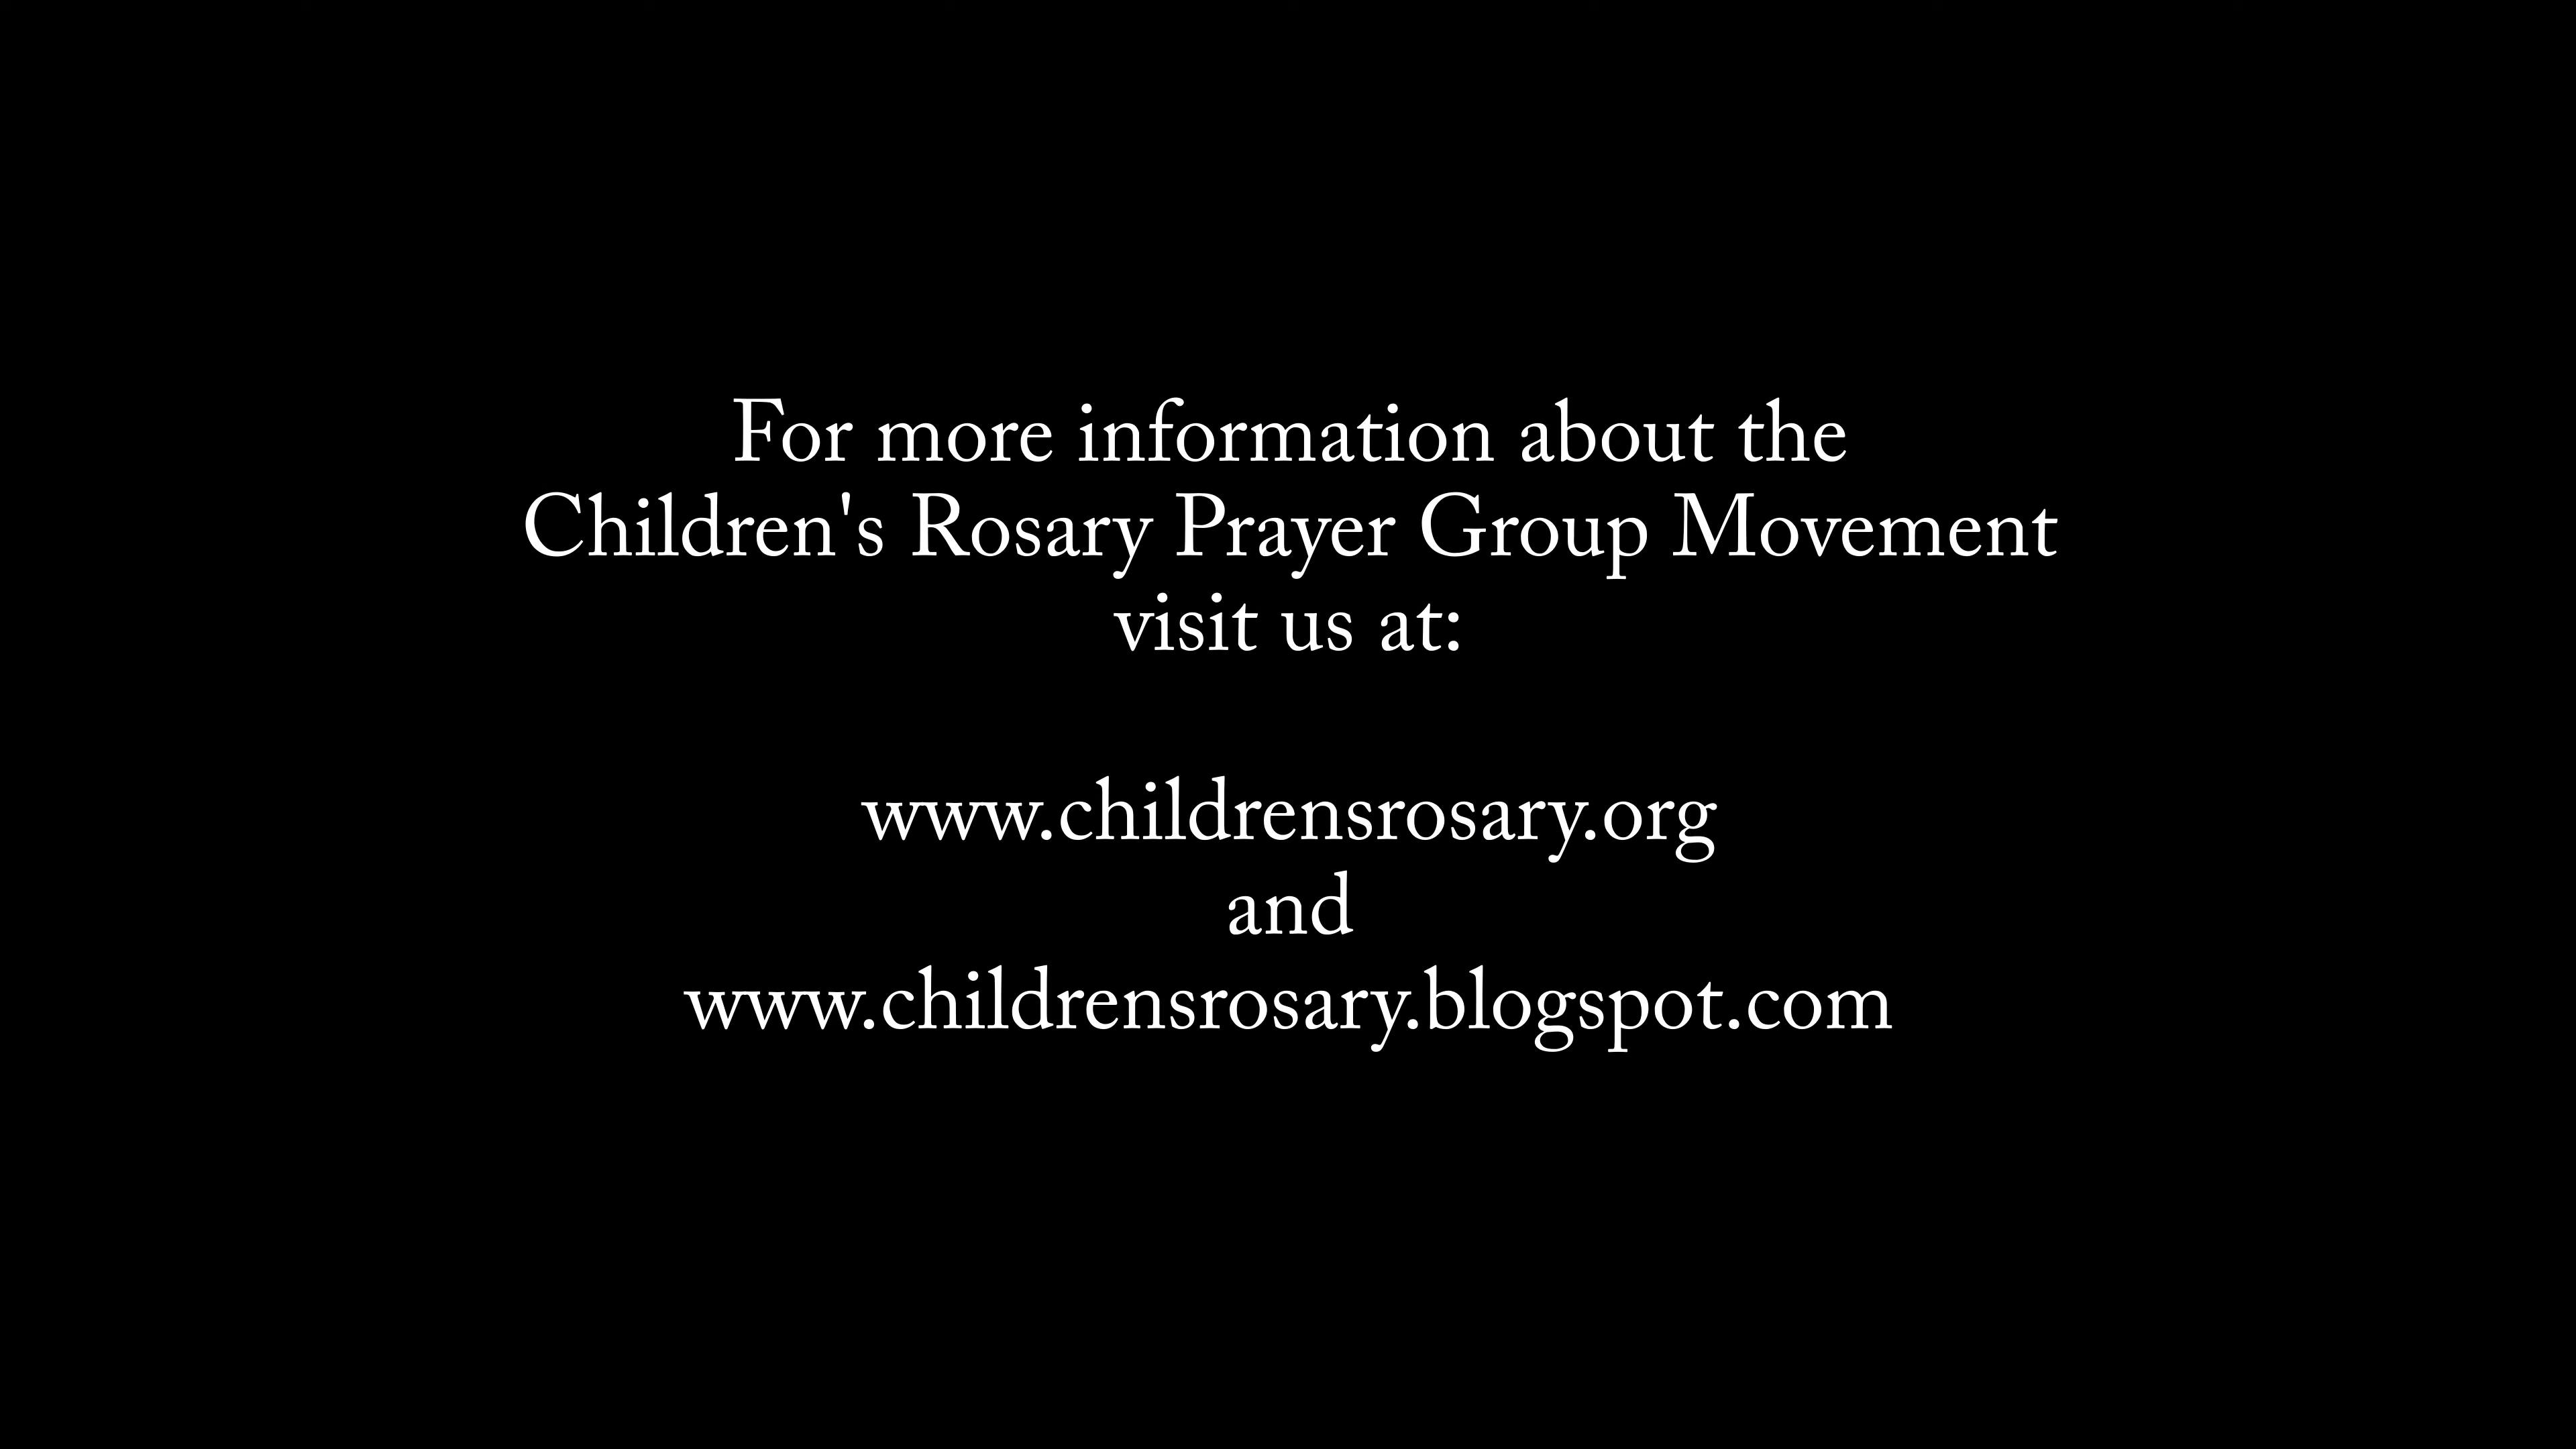 For more information about the
Children's Rosary Prayer Group Movement
visit us at:
www.childrensrosary.org
and
www.childrensrosary.blogspot.com